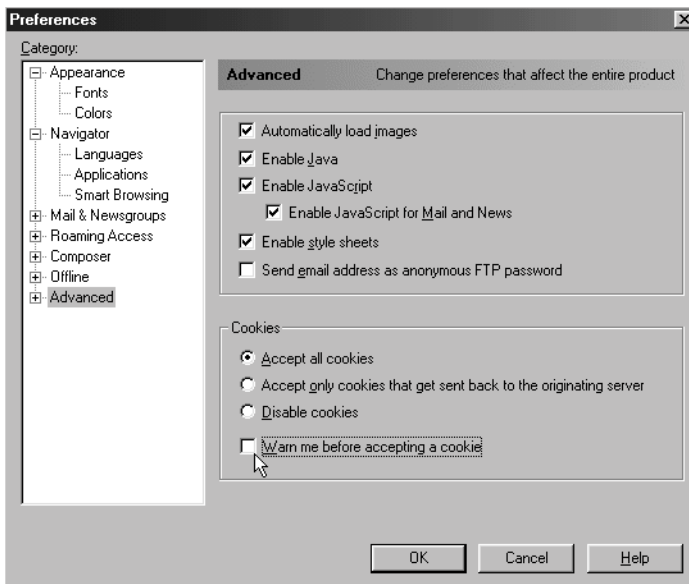 Preferences
Category:
Appearance
Fonts
Colors
Navigator
Languages
Applications
Smart Browsing
Mail & Newsgroups
Roaming Access
Composer
Offline
Advanced
Advanced Change preferences that affect the entire product
Automatically load images
Enable Java
Enable JavaScript
Enable JavaScript for Mail and News
Enable style sheets
Send email address as anonymous FTP password
Cookies
Accept all cookies
Accept only cookies that get sent back to the originating server
Disable cookies
Warn me before accepting a cookie
OK Cancel Help